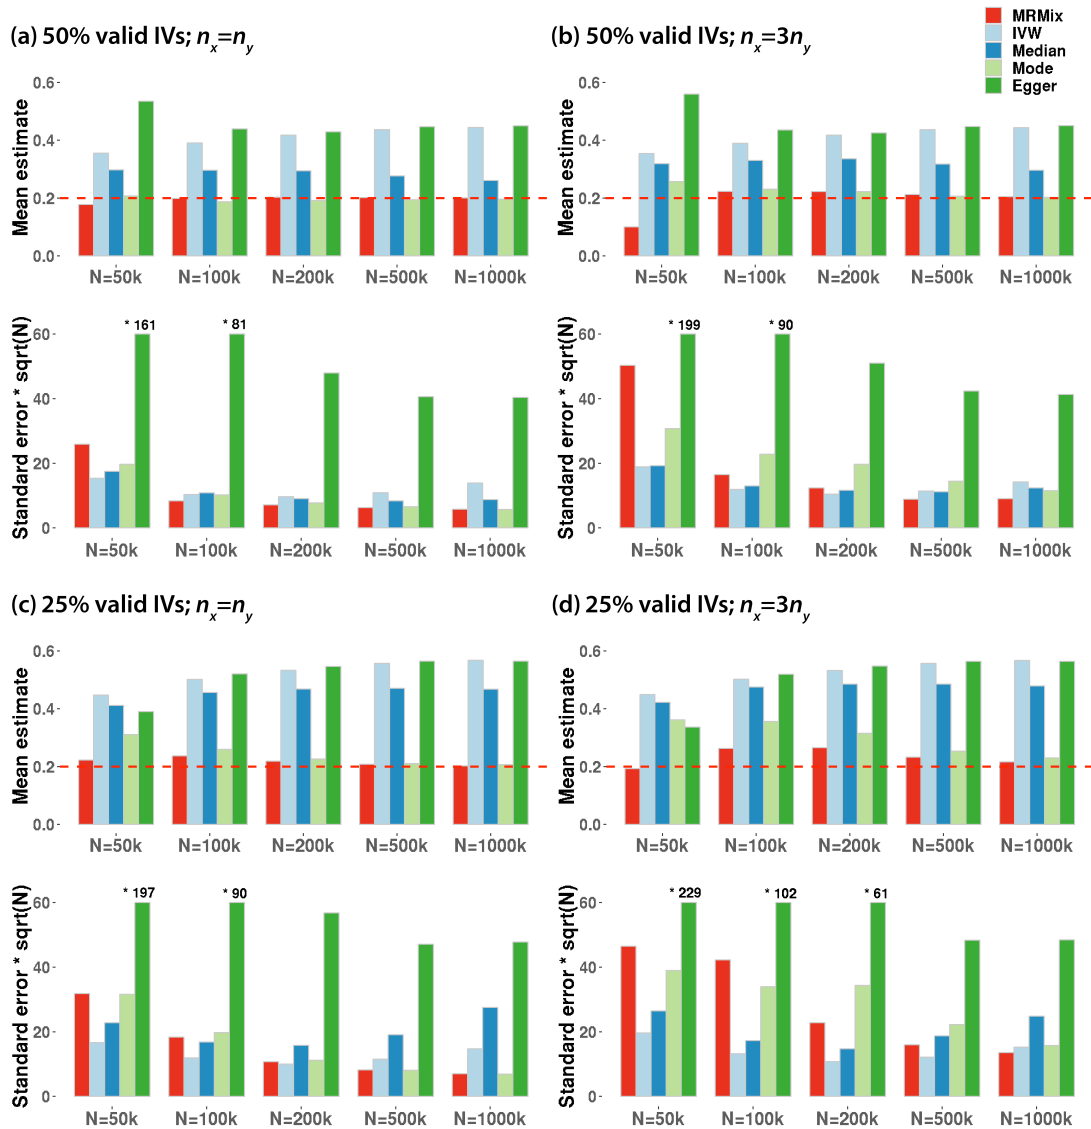 (a) 50% valid IVs; nx=ny
(b) 50% valid IVs; nx=3ny
MRMix
IVW
Median
Mode
Egger
Mean estimate
0.6
0.4
0.2
0.0
N=50k N=100k N=200k N=500k N=1000k
Mean estimate
0.6
0.4
0.2
0.0
N=50k N=100k N=200k N=500k N=1000k
Standard error * sqrt(N)
60
40
20
0
* 161
* 81
N=50k N=100k N=200k N=500k N=1000k
Standard error * sqrt(N)
60
40
20
0
* 199
* 90
N=50k N=100k N=200k N=500k N=1000k
(c) 25% valid IVs; nx=ny
(d) 25% valid IVs; nx=3ny
Mean estimate
0.6
0.4
0.2
0.0
N=50k N=100k N=200k N=500k N=1000k
Mean estimate
0.6
0.4
0.2
0.0
N=50k N=100k N=200k N=500k N=1000k
Standard error * sqrt(N)
60
40
20
0
* 197
* 90
N=50k N=100k N=200k N=500k N=1000k
Standard error * sqrt(N)
60
40
20
0
* 229
* 102
* 61
N=50k N=100k N=200k N=500k N=1000k